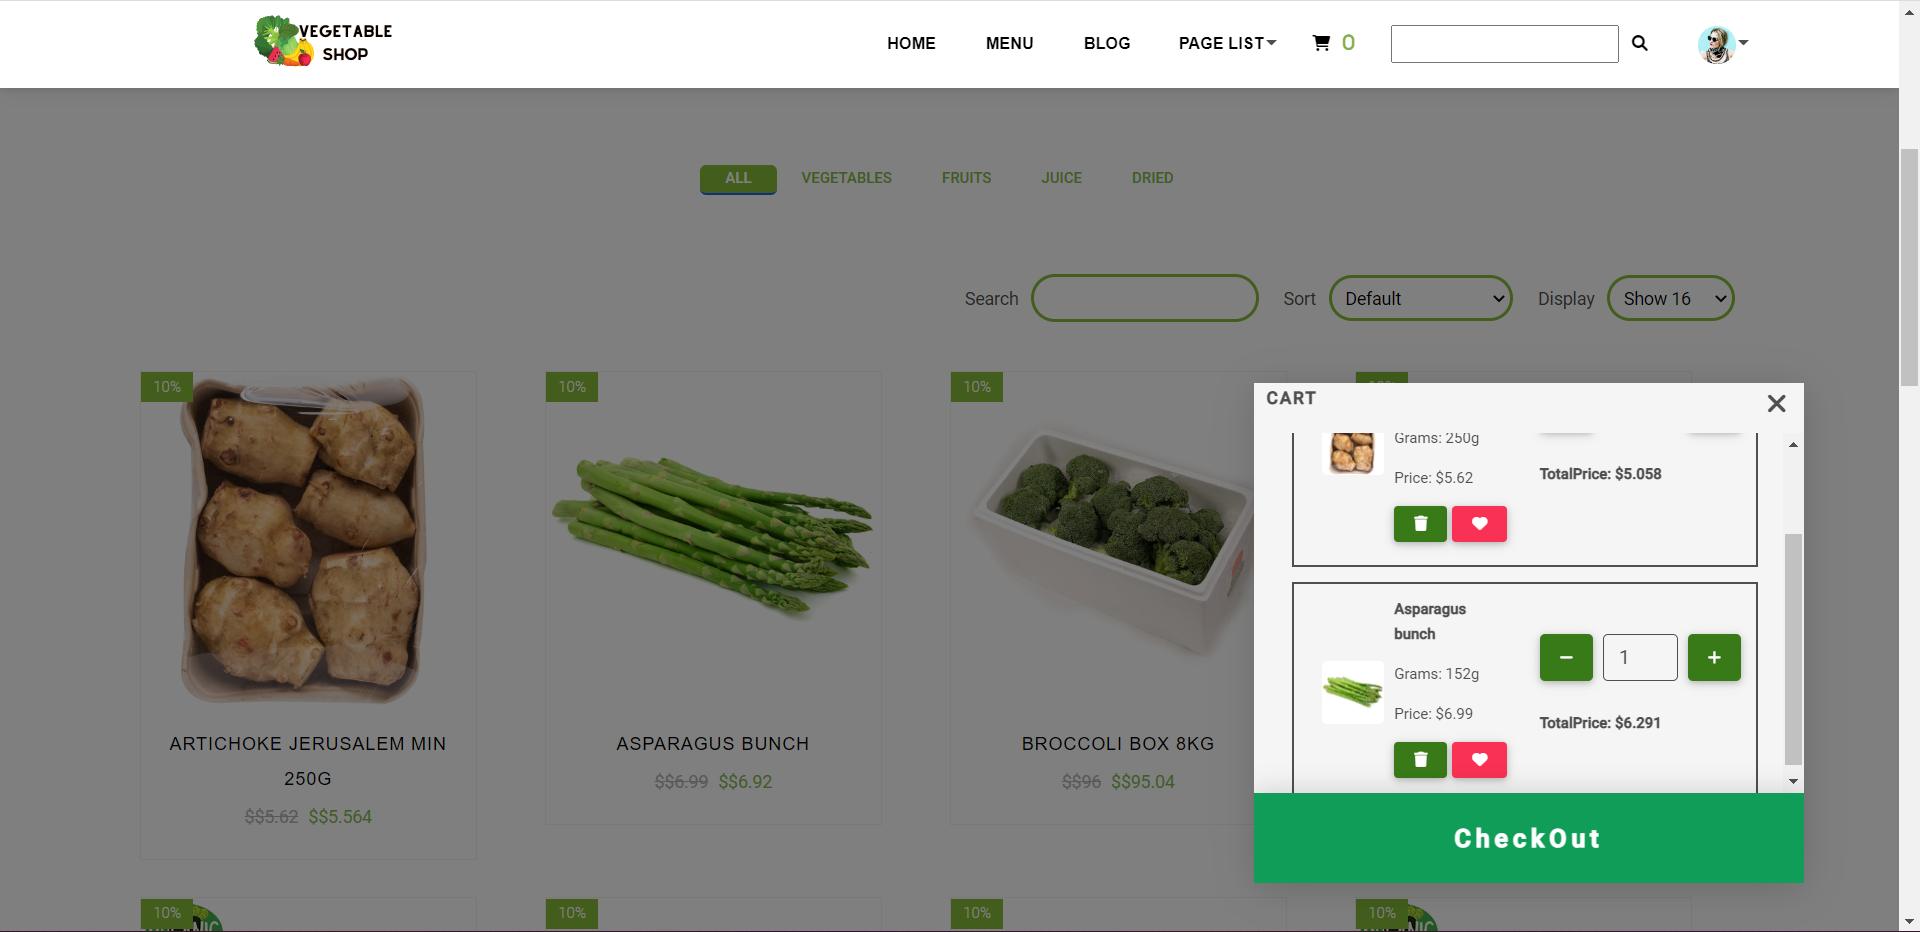 VEGETABLE
SHOP
HOME MENU BLOG PAGE LIST 0
ALL VEGETABLES FRUITS JUICE DRIED
Search Sort Default Display Show 16
10% 10% 10%
ARTICHOKE JERUSALEM MIN
250G
$$5.62 $$5.564
ASPARAGUS BUNCH
$$6.99 $$6.92
BROCCOLI BOX 8KG
$$96 $$95.04
CART
Grams: 250g
Price: $5.62
TotalPrice: $5.058
Asparagus
bunch
Grams: 152g
Price: $6.99
1
TotalPrice: $6.291
CheckOut
10% 10% 10% 10%